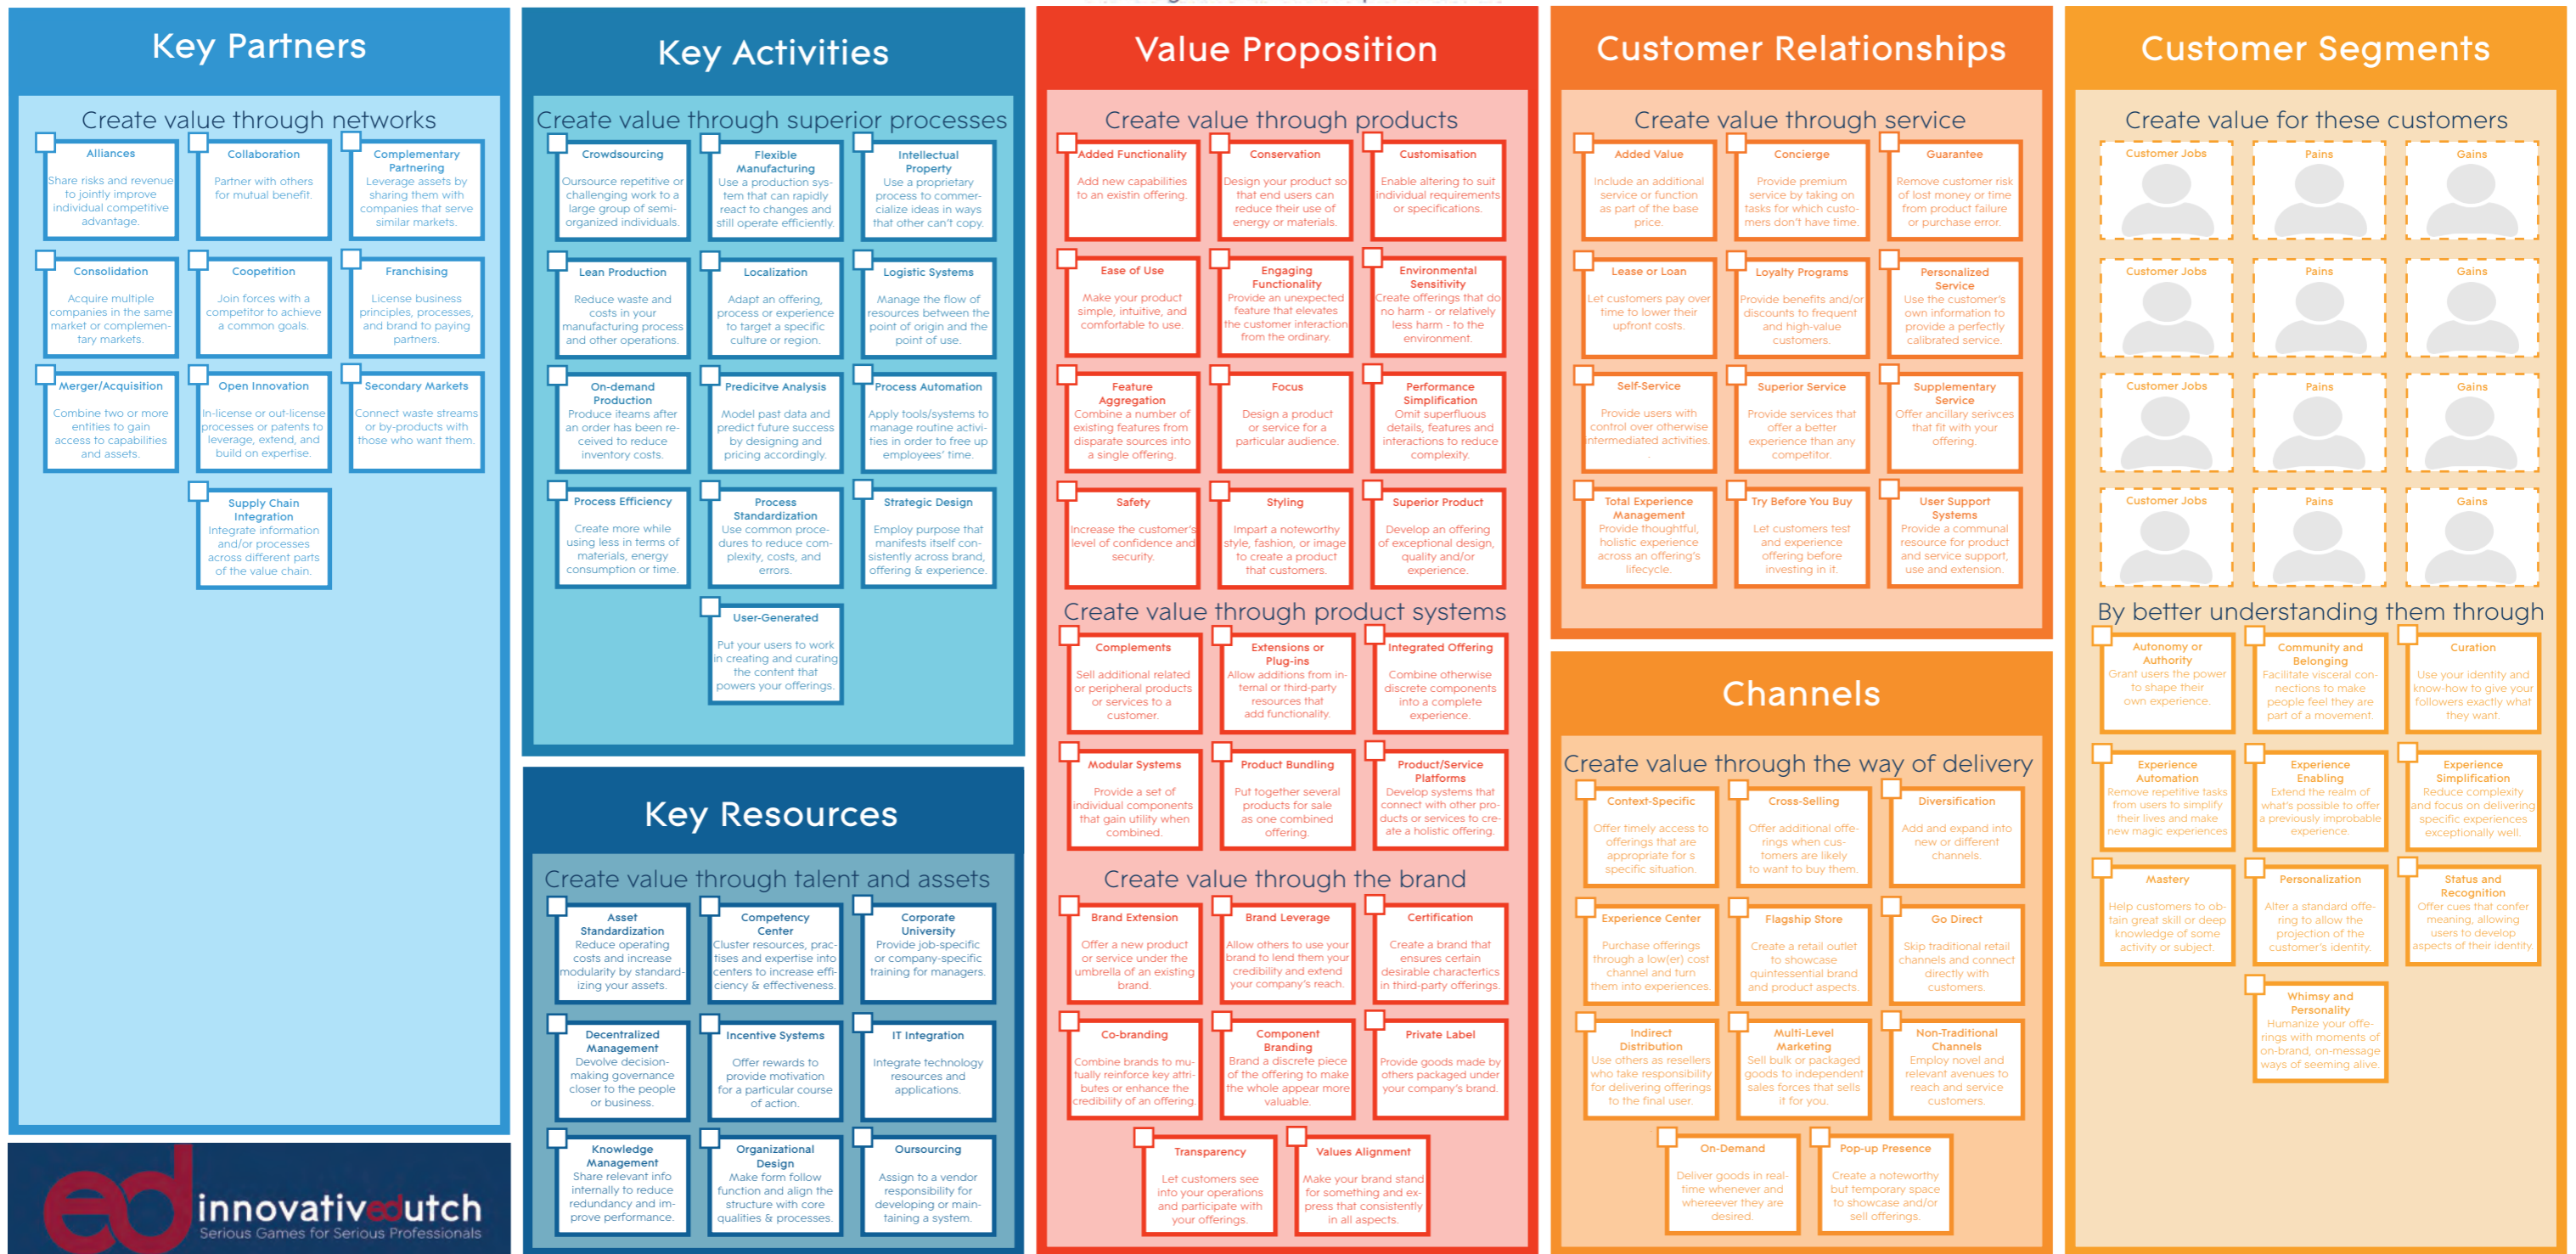 Key Partners
Create value through networks
Alliances
Share risks and revenue
to jointly improve
individual competitive
advantage.
Collaboration
Partner with others
for mutual benefit.
Complementary
Partnering
Leverage assets by
sharing them with
companies that serve
similar markets.
Consolidation
Acquire multiple
companies in the same
market or complemen-
tary markets.
Coopetition
Join forces with a
competitor to achieve
a common goals.
Franchising
License business
principles, processes,
and brand to paying
partners.
Merger/Acquisition
Combine two or more
entities to gain
access to capabilities
and assets.
Open Innovation
In-license or out-license
processes or patents to
leverage, extend, and
build on expertise.
Secondary Markets
Connect waste streams
or by-products with
those who want them.
Supply Chain
Integration
Integrate information
and/or processes
across different parts
of the value chain.
innovativedutch
Serious Games for Serious Professionals
Key Activities
Create value through superior processes
Crowdsourcing
Oursource repetitive or
challenging work to a
large group of semi-
organized individuals.
Flexible
Manufacturing
Use a production sys-
tem that can rapidly
react to changes and
still operate efficiently.
Intellectual
Property
Use a proprietary
process to commer-
cialize ideas in ways
that other can't copy.
Lean Production
Reduce waste and
costs in your
manufacturing process
and other operations.
Localization
Adapt an offering,
process or experience
to target a specific
culture or region.
Logistic Systems
Manage the flow of
resources between the
point of origin and the
point of use.
On-demand
Production
Produce iteams after
an order has been re-
ceived to reduce
inventory costs.
Predicitve Analysis
Model past data and
predict future success
by designing and
pricing accordingly.
Process Automation
Apply tools/systems to
manage routine activi-
ties in order to free up
employees' time.
Process Efficiency
Create more while
using less in terms of
materials, energy
consumption or time.
Process
Standardization
Use common proce-
dures to reduce com-
plexity, costs, and
errors.
Strategic Design
Employ purpose that
manifests itself con-
sistently across brand,
offering & experience.
User-Generated
Put your users to work
in creating and curating
the content that
powers your offerings.
Key Resources
Create value through talent and assets
Asset
Standardization
Reduce operating
costs and increase
modularity by standard-
izing your assets.
Competency
Center
Cluster resources, prac-
tises and expertise into
centers to increase effi-
ciency & effectiveness.
Corporate
University
Provide job-specific
or company-specific
training for managers.
Decentralized
Management
Devolve decision-
making governance
closer to the people
or business.
Incentive Systems
Offer rewards to
provide motivation
for a particular course
of action.
IT Integration
Integrate technology
resources and
applications.
Knowledge
Management
Share relevant info
internally to reduce
redundancy and im-
prove performance.
Organizational
Design
Make form follow
function and align the
structure with core
qualities & processes.
Oursourcing
Assign to a vendor
responsibility for
developing or main-
taining a system.
Value Proposition
Create value through products
Added Functionality
Add new capabilities
to an existin offering.
Conservation
Design your product so
that end users can
reduce their use of
energy or materials.
Customisation
Enable altering to suit
individual requirements
or specifications.
Ease of Use
Make your product
simple, intuitive, and
comfortable to use.
Engaging
Functionality
Provide an unexpected
feature that elevates
the customer interaction
from the ordinary.
Environmental
Sensitivity
Create offerings that do
no harm - or relatively
less harm - to the
environment.
Feature
Aggregation
Combine a number of
existing features from
disparate sources into
a single offering.
Focus
Design a product
or service for a
particular audience.
Performance
Simplification
Omit superfluous
details, features and
interactions to reduce
complexity.
Safety
Increase the customer's
level of confidence and
security.
Styling
Impart a noteworthy
style, fashion, or image
to create a product
that customers.
Superior Product
Develop an offering
of exceptional design,
quality and/or
experience.
Create value through product systems
Complements
Sell additional related
or peripheral products
or services to a
customer.
Extensions or
Plug-ins
Allow additions from in-
ternal or third-party
resources that
add functionality.
Integrated Offering
Combine otherwise
discrete components
into a complete
experience.
Modular Systems
Provide a set of
individual components
that gain utility when
combined.
Product Bundling
Put together several
products for sale
as one combined
offering.
Product/Service
Platforms
Develop systems that
connect with other pro-
ducts or services to cre-
ate a holistic offering.
Create value through the brand
Brand Extension
Offer a new product
or service under the
umbrella of an existing
brand.
Brand Leverage
Allow others to use your
brand to lend them your
credibility and extend
your company's reach.
Certification
Create a brand that
ensures certain
desirable charactertics
in third-party offerings.
Co-branding
Combine brands to mu-
tually reinforce key attri-
butes or enhance the
credibility of an offering.
Component
Branding
Brand a discrete piece
of the offering to make
the whole appear more
valuable.
Private Label
Provide goods made by
others packaged under
your company's brand.
Transparency
Let customers see
into your operations
and participate with
your offerings.
Values Alignment
Make your brand stand
for something and ex-
press that consistently
in all aspects.
Customer Relationships
Create value through service
Added Value
Include an additional
service or function
as part of the base
price.
Concierge
Provide premium
service by taking on
tasks for which custo-
mers don't have time.
Guarantee
Remove customer risk
of lost money or time
from product failure
or purchase error.
Lease or Loan
Let customers pay over
time to lower their
upfront costs.
Loyalty Programs
Provide benefits and/or
discounts to frequent
and high-value
customers.
Personalized
Service
Use the customer's
own information to
provide a perfectly
calibrated service.
Self-Service
Provide users with
control over otherwise
intermediated activities.
.
Superior Service
Provide services that
offer a better
experience than any
competitor.
Supplementary
Service
Offer ancillary serivces
that fit with your
offering.
Total Experience
Management
Provide thoughtful,
holistic experience
across an offering's
lifecycle.
Try Before You Buy
Let customers test
and experience
offering before
investing in it.
User Support
Systems
Provide a communal
resource for product
and service support,
use and extension.
Channels
Create value through the way of delivery
Context-Specific
Offer timely access to
offerings that are
appropriate for s
specific situation.
Cross-Selling
Offer additional offe-
rings when cus-
tomers are likely
to want to buy them.
Diversification
Add and expand into
new or different
channels.
Experience Center
Purchase offerings
through a low(er) cost
channel and turn
them into experiences.
Flagship Store
Create a retail outlet
to showcase
quintessential brand
and product aspects.
Go Direct
Skip traditional retail
channels and connect
directly with
customers.
Indirect
Distribution
Use others as resellers
who take responsibility
for delivering offerings
to the final user.
Multi-Level
Marketing
Sell bulk or packaged
goods to independent
sales forces that sells
it for you.
Non-Traditional
Channels
Employ novel and
relevant avenues to
reach and service
customers.
On-Demand
Deliver goods in real-
time whenever and
whereever they are
desired.
Pop-up Presence
Create a noteworthy
but temporary space
to showcase and/or
sell offerings.
Customer Segments
Create value for these customers
Customer Jobs
Pains
Gains
Customer Jobs
Pains
Gains
Customer Jobs
Pains
Gains
Customer Jobs
Pains
Gains
By better understanding them through
Autonomy or
Authority
Grant users the power
to shape their
own experience.
Community and
Belonging
Facilitate visceral con-
nections to make
people feel they are
part of a movement.
Curation
Use your identity and
know-how to give your
followers exactly what
they want.
Experience
Automation
Remove repetitive tasks
from users to simplify
their lives and make
new magic experiences
Experience
Enabling
Extend the realm of
what's possible to offer
a previously improbable
experience.
Experience
Simplification
Reduce complexity
and focus on delivering
specific experiences
exceptionally well.
Mastery
Help customers to ob-
tain great skill or deep
knowledge of some
activity or subject.
Personalization
Alter a standard offe-
ring to allow the
projection of the
customer's identity.
Status and
Recognition
Offer cues that confer
meaning, allowing
users to develop
aspects of their identity.
Whimsy and
Personality
Humanize your offe-
rings with moments of
on-brand, on-message
ways of seeming alive.